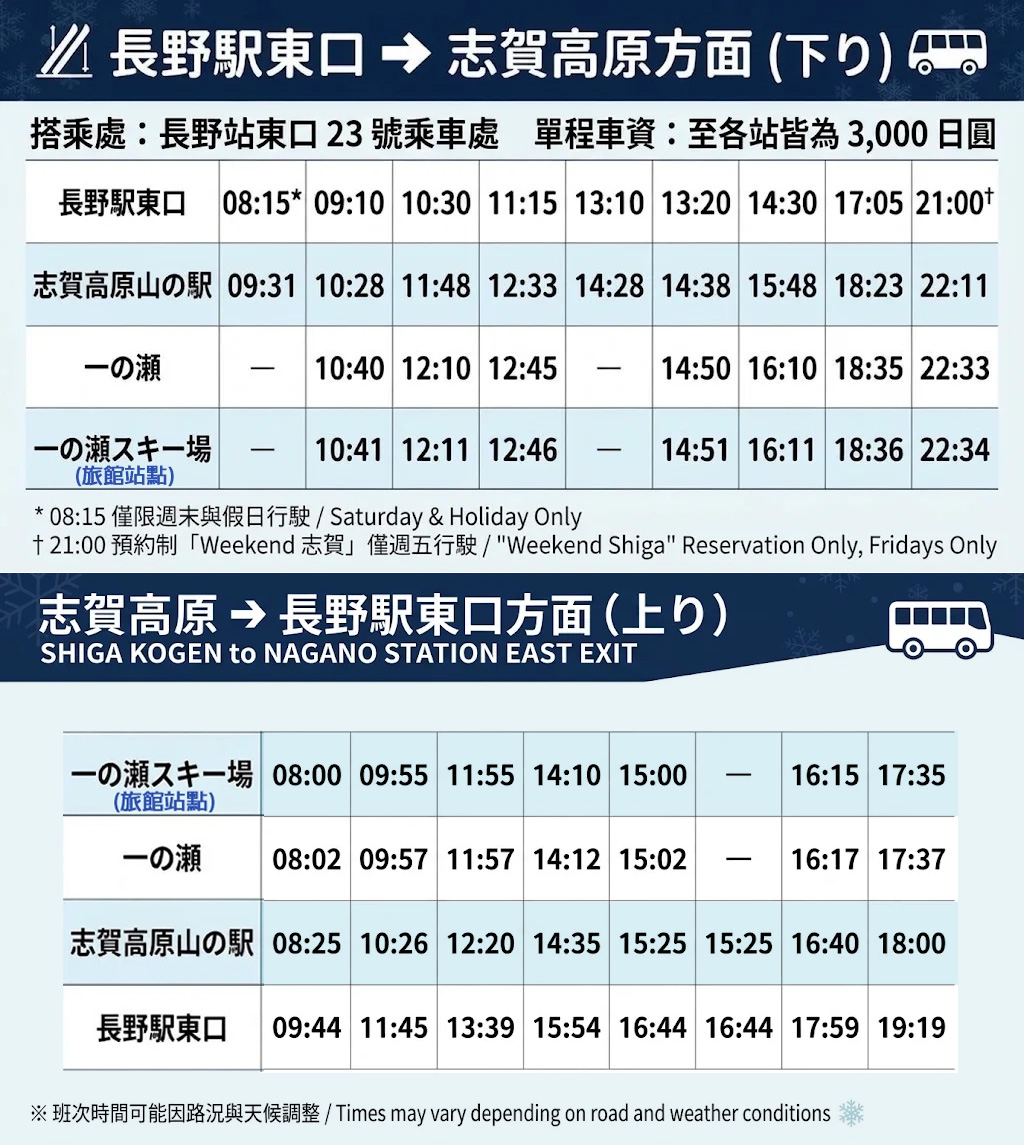 長野駅東口 → 志賀高原方面 (下り)
搭乘處：長野站東口 23 號乘車處 單程車資：至各站皆為 3,000 日圓
長野駅東口 08:15* 09:10 10:30 11:15 13:10 13:20 14:30 17:05 21:00†
志賀高原山の駅 09:31 10:28 11:48 12:33 14:28 14:38 15:48 18:23 22:11
一の瀬 — 10:40 12:10 12:45 — 14:50 16:10 18:35 22:33
一の瀬スキー場 — 10:41 12:11 12:46 — 14:51 16:11 18:36 22:34
(旅館站點)
* 08:15 僅限週末與假日行駛 / Saturday & Holiday Only
† 21:00 預約制「Weekend 志賀」僅週五行駛 / "Weekend Shiga" Reservation Only, Fridays Only
志賀高原 → 長野駅東口方面（上り）
SHIGA KOGEN to NAGANO STATION EAST EXIT
一の瀬スキー場 08:00 09:55 11:55 14:10 15:00 — 16:15 17:35
(旅館站點)
一の瀬 08:02 09:57 11:57 14:12 15:02 — 16:17 17:37
志賀高原山の駅 08:25 10:26 12:20 14:35 15:25 15:25 16:40 18:00
長野駅東口 09:44 11:45 13:39 15:54 16:44 16:44 17:59 19:19
※ 班次時間可能因路況與天候調整 / Times may vary depending on road and weather conditions